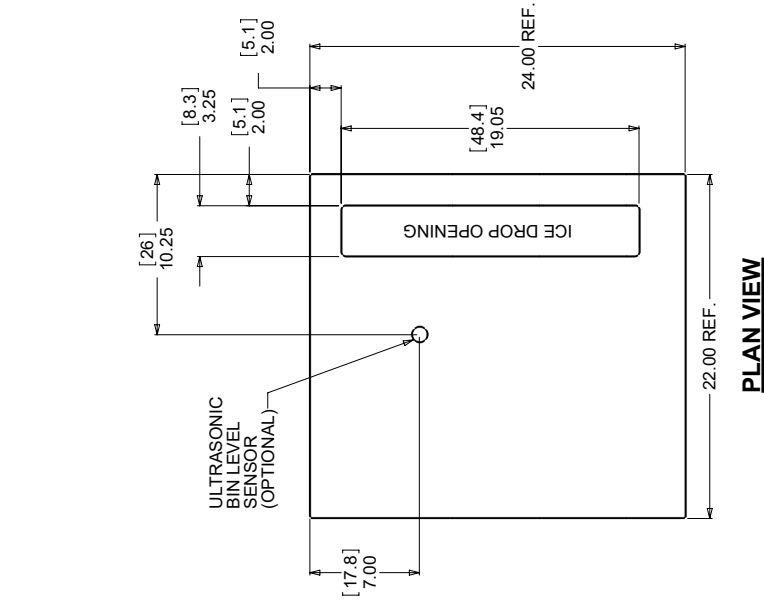 [5.1]
2.00
24.00 REF.
[8.3]
3.25
[5.1]
2.00
[48.4]
19.05
[26]
10.25
ICE DROP OPENING
ULTRASONIC
BIN LEVEL
SENSOR
(OPTIONAL)
22.00 REF.
[17.8]
7.00
PLAN VIEW